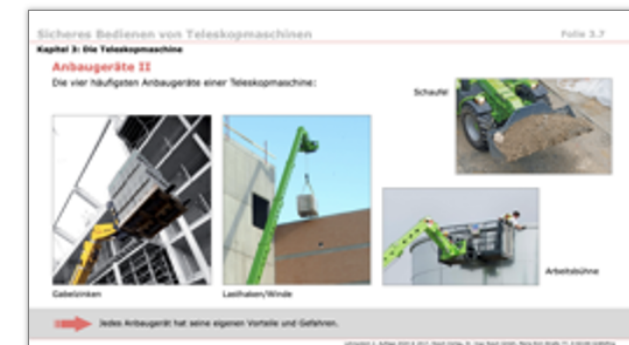 Sicheres Bedienen von Teleskopmaschinen
Folie 3.7
Kapitel 3: Die Teleskopmaschine
Anbaugeräte II
Die vier häufigsten Anbaugeräte einer Teleskopmaschine:
Schaufel
Arbeitsbühne
Gabelzinken
Lasthaken/Winde
Jedes Anbaugerät hat seine eigenen Vorteile und Gefahren.